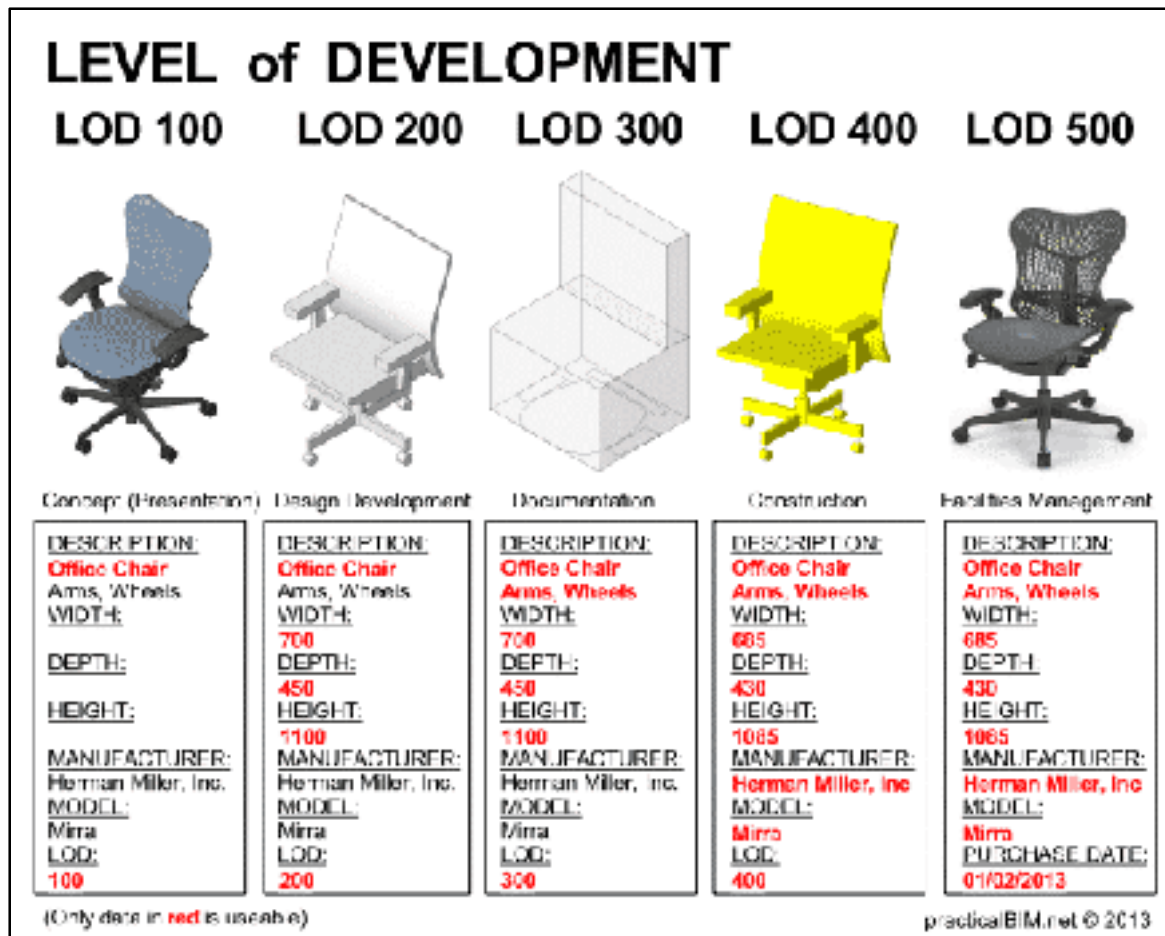 LEVEL of DEVELOPMENT
LOD 100
LOD 200
LOD 300
LOD 400
LOD 500
Concept (Presentation)
Design Development
Documentation
Construction
Facilities Management
DESCRIPTION:
Office Chair
Arms, Wheels
WIDTH:
DEPTH:
HEIGHT:
MANUFACTURER:
Herman Miller, Inc.
MODEL:
Mirra
LOD:
100
DESCRIPTION:
Office Chair
Arms, Wheels
WIDTH:
700
DEPTH:
450
HEIGHT:
1100
MANUFACTURER:
Herman Miller, Inc.
MODEL:
Mirra
LOD:
200
DESCRIPTION:
Office Chair
Arms, Wheels
WIDTH:
700
DEPTH:
450
HEIGHT:
1100
MANUFACTURER:
Herman Miller, Inc.
MODEL:
Mirra
LOD:
300
DESCRIPTION:
Office Chair
Arms, Wheels
WIDTH:
685
DEPTH:
430
HEIGHT:
1085
MANUFACTURER:
Herman Miller, Inc
MODEL:
Mirra
LOD:
400
DESCRIPTION:
Office Chair
Arms, Wheels
WIDTH:
685
DEPTH:
430
HEIGHT:
1085
MANUFACTURER:
Herman Miller, Inc
MODEL:
Mirra
PURCHASE DATE:
01/02/2013
(Only data in red is useable)
practicalBIM.net © 2013